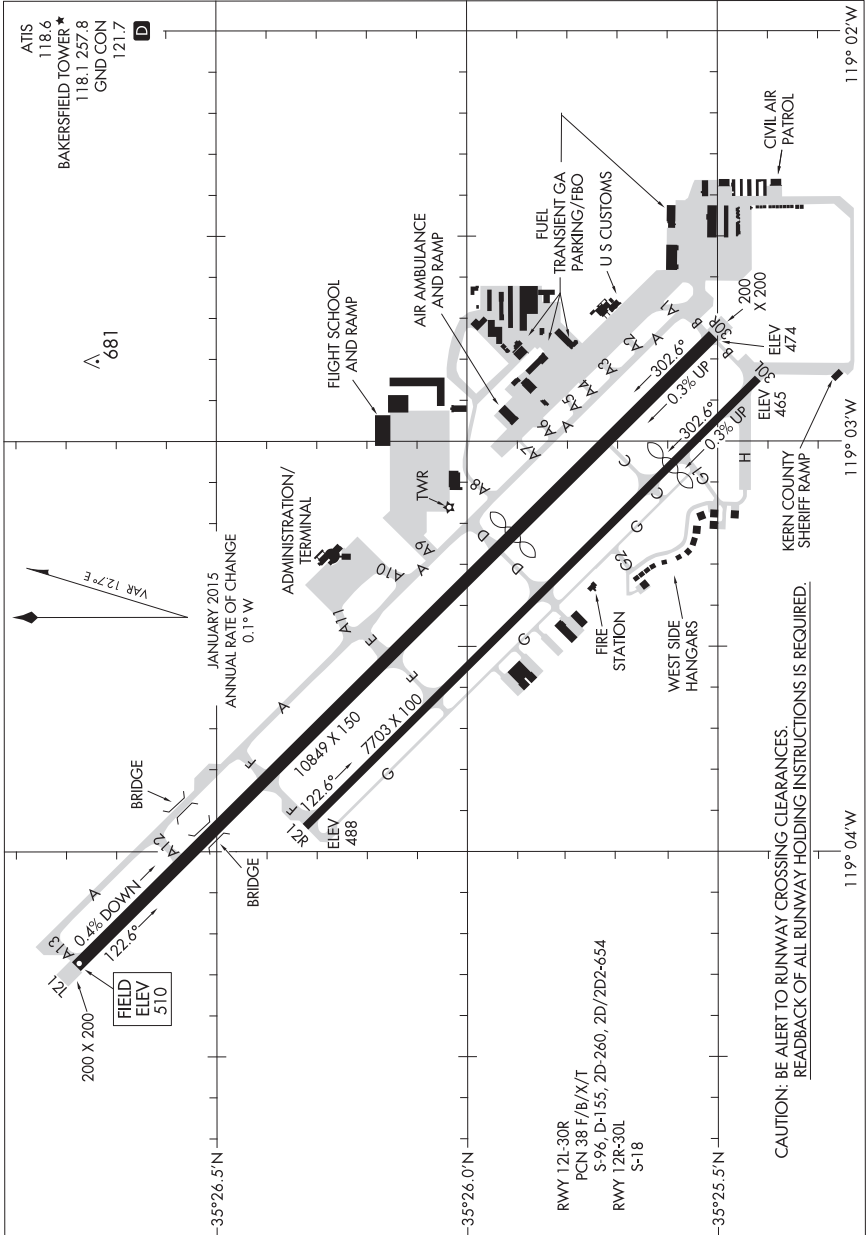 ATIS
118.6
BAKERSFIELD TOWER★
118.1 257.8
GND CON
121.7
D
681
VAR 12.7°E
JANUARY 2015
ANNUAL RATE OF CHANGE
0.1° W
FLIGHT SCHOOL
AND RAMP
AIR AMBULANCE
AND RAMP
FUEL
TRANSIENT GA
PARKING/FBO
U S CUSTOMS
CIVIL AIR
PATROL
ADMINISTRATION/
TERMINAL
TWR
BRIDGE
BRIDGE
200 X 200
12L
FIELD
ELEV
510
A13
A
0.4% DOWN
122.6°
A12
F
A
10849 X 150
F
12R
ELEV
488
122.6°
7703 X 100
G
A11
E
E
A10
A
A9
A8
D
D
G
A7
A
A6
A5
A4
A3
A2
A
A1
C
C
G
G2
G1
H
302.6°
0.3% UP
302.6°
0.3% UP
B
30R
B
200
X 200
ELEV
474
30L
ELEV
465
FIRE
STATION
WEST SIDE
HANGARS
KERN COUNTY
SHERIFF RAMP
RWY 12L-30R
PCN 38 F/B/X/T
S-96, D-155, 2D-260, 2D/2D2-654
RWY 12R-30L
S-18
CAUTION: BE ALERT TO RUNWAY CROSSING CLEARANCES.
READBACK OF ALL RUNWAY HOLDING INSTRUCTIONS IS REQUIRED.
35°26.5'N
35°26.0'N
35°25.5'N
119° 04'W
119° 03'W
119° 02'W